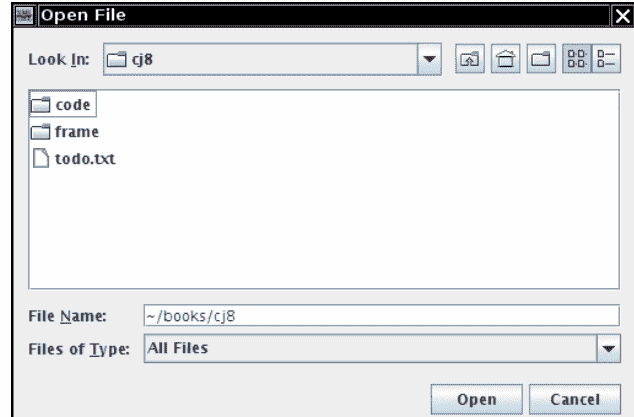 Open File
Look In: cj8
code
frame
todo.txt
File Name: ~/books/cj8
Files of Type: All Files
Open Cancel